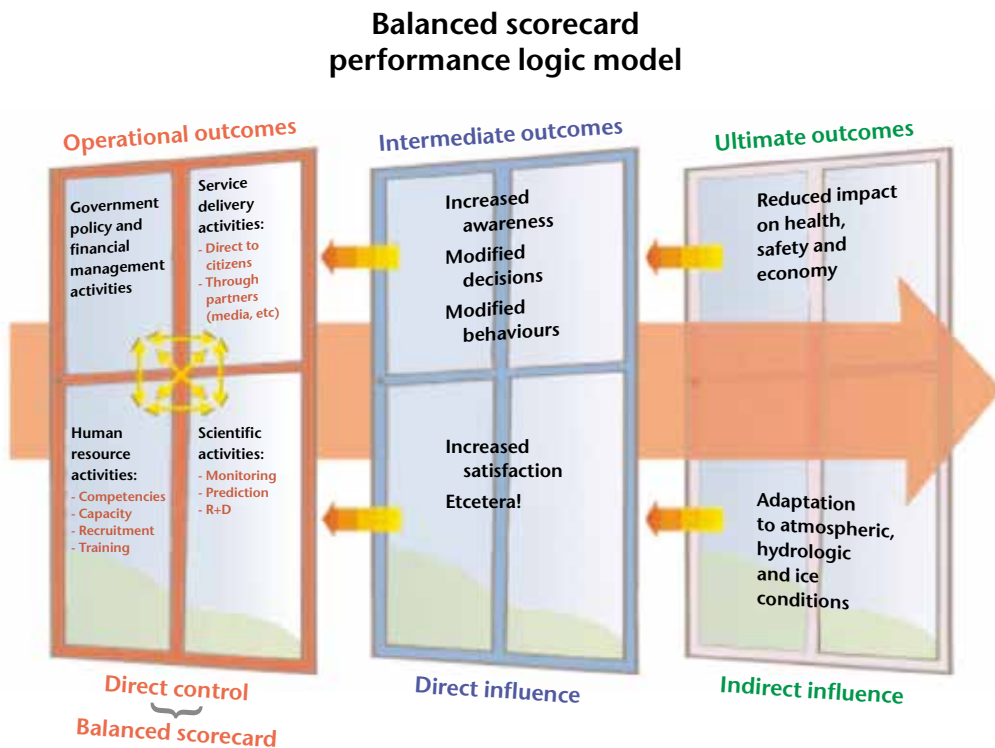 Balanced scorecard
performance logic model
Operational outcomes
Government
policy and
financial
management
activities
Service
delivery
activities:
- Direct to
citizens
- Through
partners
(media, etc)
Human
resource
activities:
- Competencies
- Capacity
- Recruitment
- Training
Scientific
activities:
- Monitoring
- Prediction
- R+D
Direct control
Balanced scorecard
Intermediate outcomes
Increased
awareness
Modified
decisions
Modified
behaviours
Increased
satisfaction
Etcetera!
Direct influence
Ultimate outcomes
Reduced impact
on health,
safety and
economy
Adaptation
to atmospheric,
hydrologic
and ice
conditions
Indirect influence